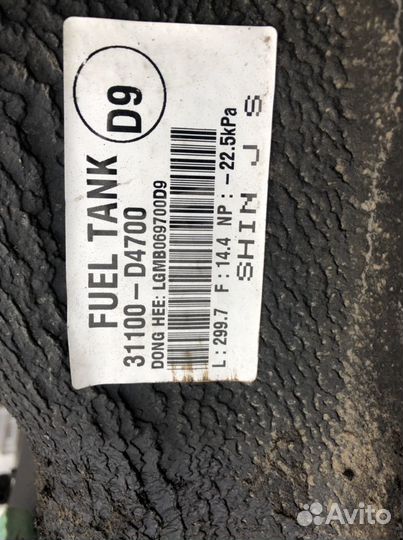 FUEL TANK D9
31100-D4700
DONG HEE: LGMB069700D9
L: 299.7 F: 14.4 NP: -22.5kPa
SHIN J S
Avito